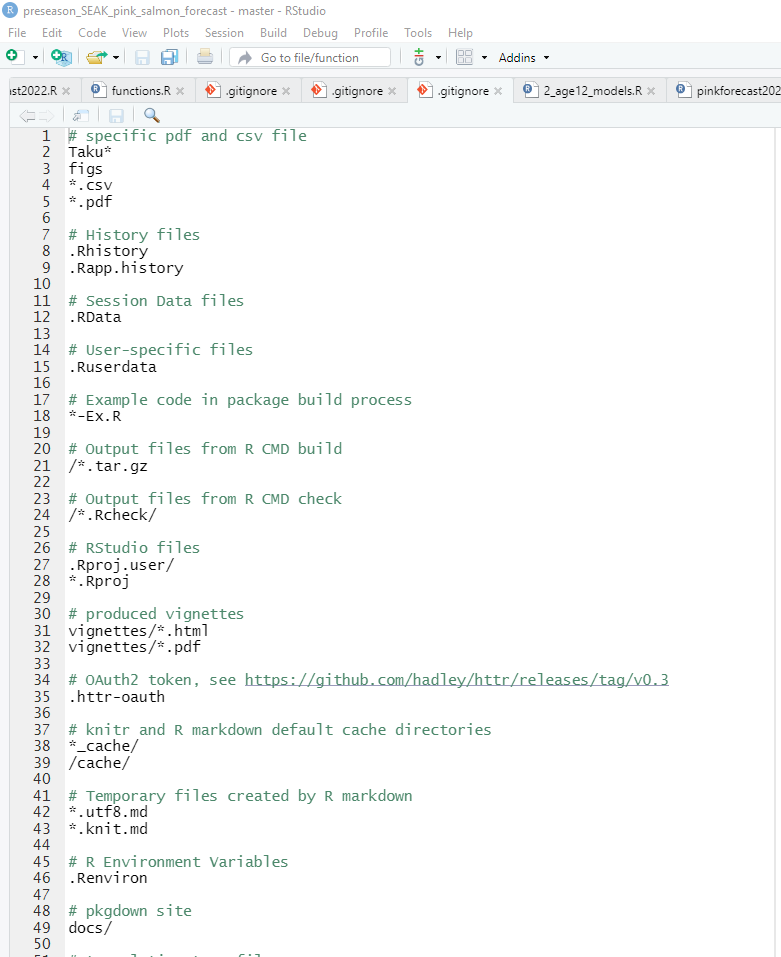 preseason_SEAK_pink_salmon_forecast - master - RStudio
File Edit Code View Plots Session Build Debug Profile Tools Help
Go to file/function Addins
ast2022.R functions.R .gitignore .gitignore .gitignore 2_age12_models.R pinkforecast202
1 # specific pdf and csv file
2 Taku*
3 figs
4 *.csv
5 *.pdf
6
7 # History files
8 .Rhistory
9 .Rapp.history
10
11 # Session Data files
12 .RData
13
14 # User-specific files
15 .Ruserdata
16
17 # Example code in package build process
18 *-Ex.R
19
20 # Output files from R CMD build
21 /*.tar.gz
22
23 # Output files from R CMD check
24 /*.Rcheck/
25
26 # RStudio files
27 .Rproj.user/
28 *.Rproj
29
30 # produced vignettes
31 vignettes/*.html
32 vignettes/*.pdf
33
34 # OAuth2 token, see https://github.com/hadley/httr/releases/tag/v0.3
35 .httr-oauth
36
37 # knitr and R markdown default cache directories
38 *_cache/
39 /cache/
40
41 # Temporary files created by R markdown
42 *.utf8.md
43 *.knit.md
44
45 # R Environment Variables
46 .Renviron
47
48 # pkgdown site
49 docs/
50